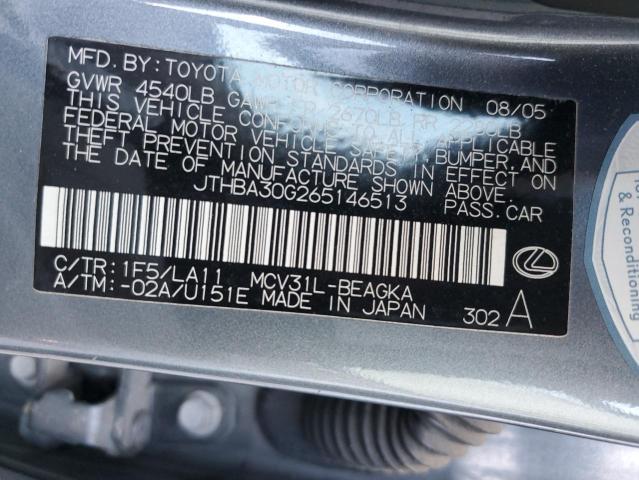 MFD. BY: TOYOTA MOTOR CORPORATION 08/05
GVWR 4540LB GAWR FR 2670LB RR
THIS VEHICLE CONFORMS TO ALL APPLICABLE
FEDERAL MOTOR VEHICLE SAFETY, BUMPER, AND
THEFT PREVENTION STANDARDS IN EFFECT ON
THE DATE OF MANUFACTURE SHOWN ABOVE.
JTHBA30G265146513 PASS.CAR
C/TR: 1F5/LA11 MCV31L-BEAGKA
A/TM: -02A/U151E MADE IN JAPAN 302 A
& Reconditioning